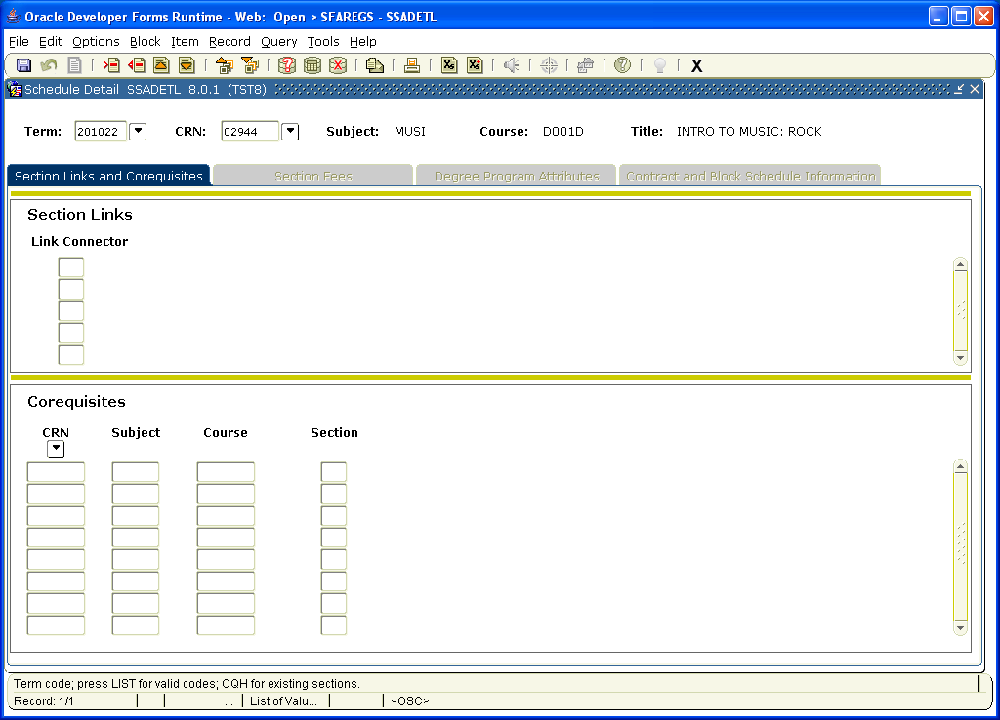 Oracle Developer Forms Runtime - Web: Open > SFAREGS - SSADETL
File Edit Options Block Item Record Query Tools Help
Schedule Detail SSADETL 8.0.1 (TST8)
Term: 201022 CRN: 02944 Subject: MUSI Course: D001D Title: INTRO TO MUSIC: ROCK
Section Links and Corequisites Section Fees Degree Program Attributes Contract and Block Schedule Information
Section Links
Link Connector
Corequisites
CRN Subject Course Section
Term code; press LIST for valid codes; CQH for existing sections.
Record: 1/1 ... List of Valu... <OSC>